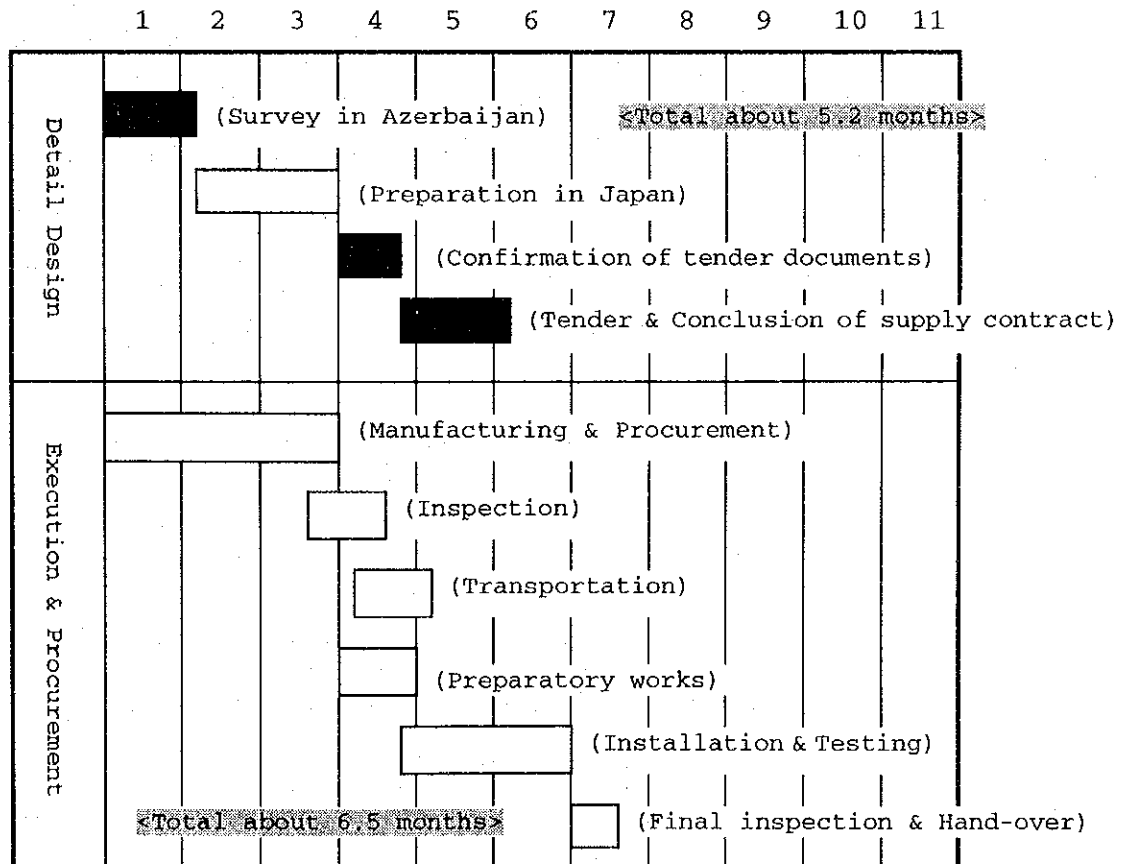 1 2 3 4 5 6 7 8 9 10 11
Detail Design
(Survey in Azerbaijan)
<Total about 5.2 months>
(Preparation in Japan)
(Confirmation of tender documents)
(Tender & Conclusion of supply contract)
Execution & Procurement
(Manufacturing & Procurement)
(Inspection)
(Transportation)
(Preparatory works)
(Installation & Testing)
<Total about 6.5 months>
(Final inspection & Hand-over)